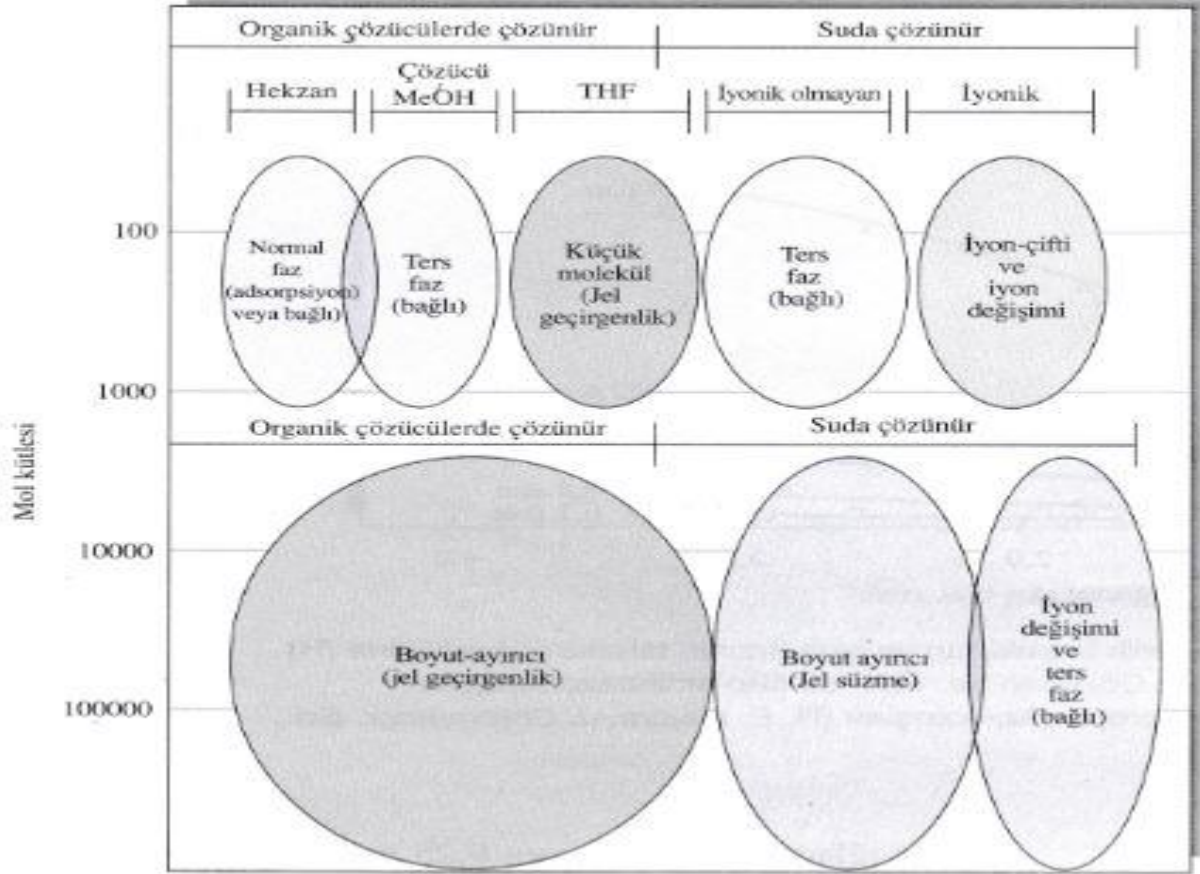 Organik çözücülerde çözünür
Suda çözünür
Çözücü
Hekzan
MeOH
THF
İyonik olmayan
İyonik
100
Normal
faz
(adsorpsiyon)
veya bağlı)
Ters
faz
(bağlı)
Küçük
molekül
(Jel
geçirgenlik)
Ters
faz
(bağlı)
İyon-çifti
ve
iyon
değişimi
1000
Organik çözücülerde çözünür
Suda çözünür
Mol kütlesi
10000
Boyut-ayırıcı
(jel geçirgenlik)
Boyut ayırıcı
(Jel süzme)
İyon
değişimi
ve
ters
faz
(bağlı)
100000